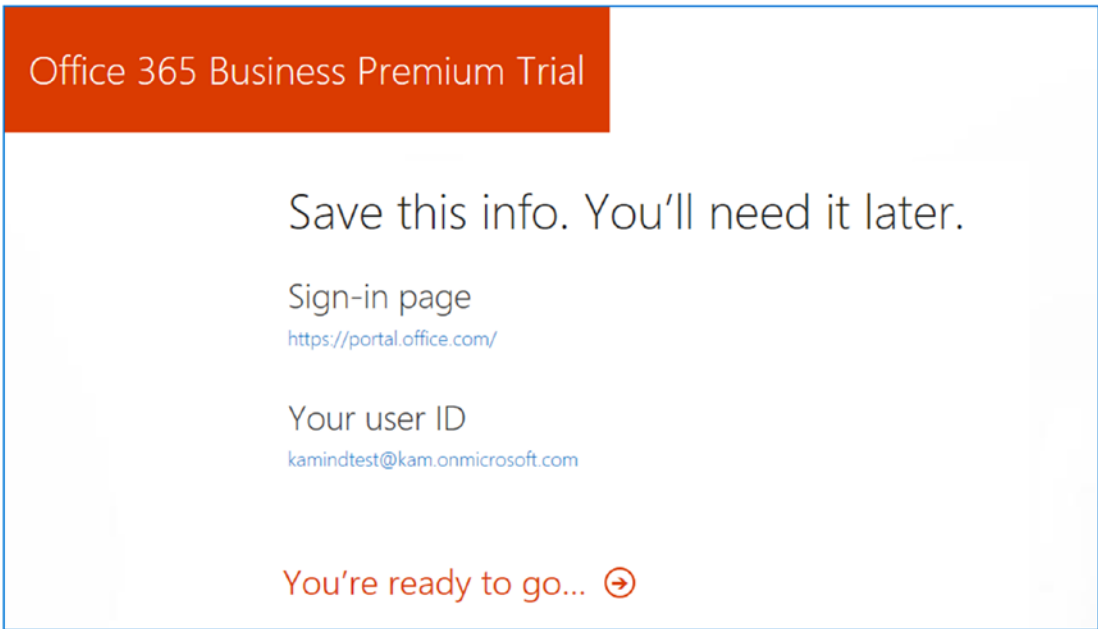 Office 365 Business Premium Trial
Save this info. You'll need it later.
Sign-in page
https://portal.office.com/
Your user ID
kamindtest@kam.onmicrosoft.com
You're ready to go...